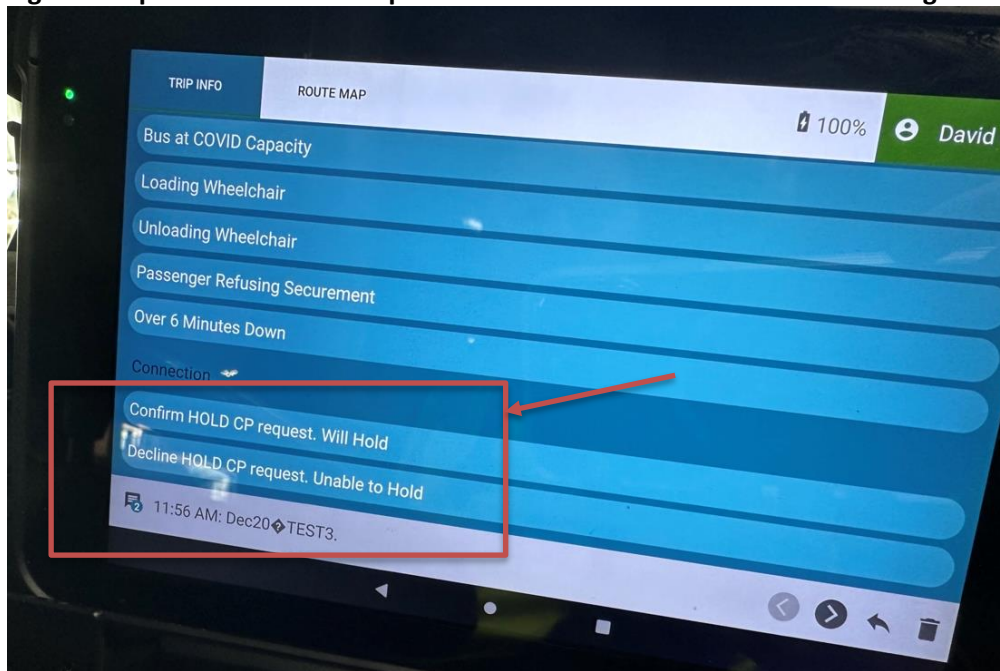 TRIP INFO
ROUTE MAP
100%
David
Bus at COVID Capacity
Loading Wheelchair
Unloading Wheelchair
Passenger Refusing Securement
Over 6 Minutes Down
Connection
Confirm HOLD CP request. Will Hold
Decline HOLD CP request. Unable to Hold
2
11:56 AM: Dec20�TEST3.